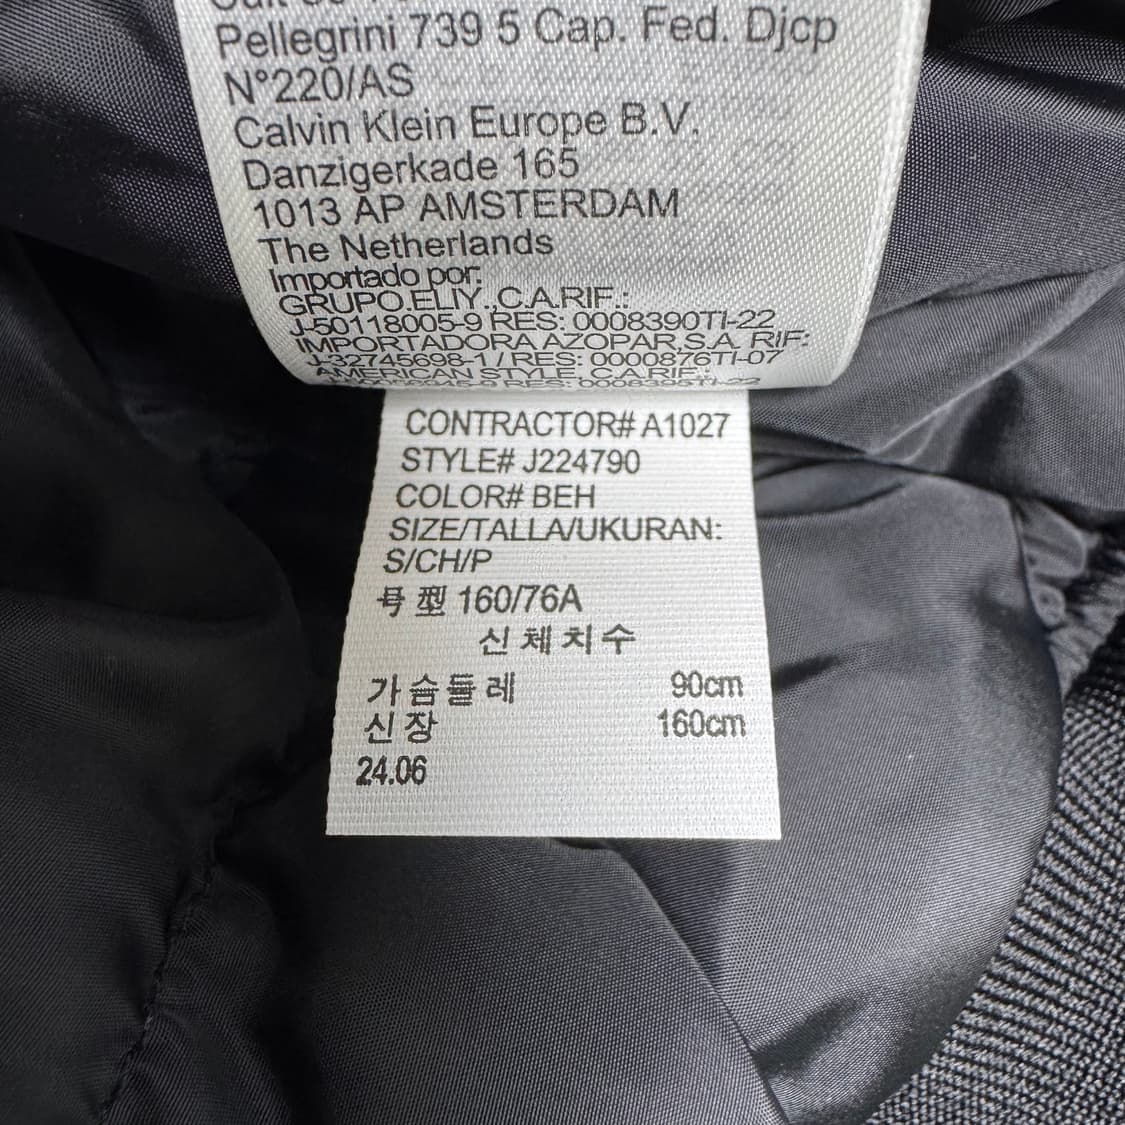 Pellegrini 739 5 Cap. Fed. Djcp
N°220/AS
Calvin Klein Europe B.V.
Danzigerkade 165
1013 AP AMSTERDAM
The Netherlands
Importado por:
GRUPO.ELIY.,C.A.RIF.:
J-50118005-9 RES: 0008390TI-22
IMPORTADORA AZOPAR,S.A. RIF:
J-32745698-1 / RES: 0000876TI-07
AMERICAN STYLE. C.A.RIF.:
RES: 0008396TI-22
CONTRACTOR# A1027
STYLE# J224790
COLOR# BEH
SIZE/TALLA/UKURAN:
S/CH/P
号型 160/76A
신체치수
가슴둘레 90cm
신장 160cm
24.06